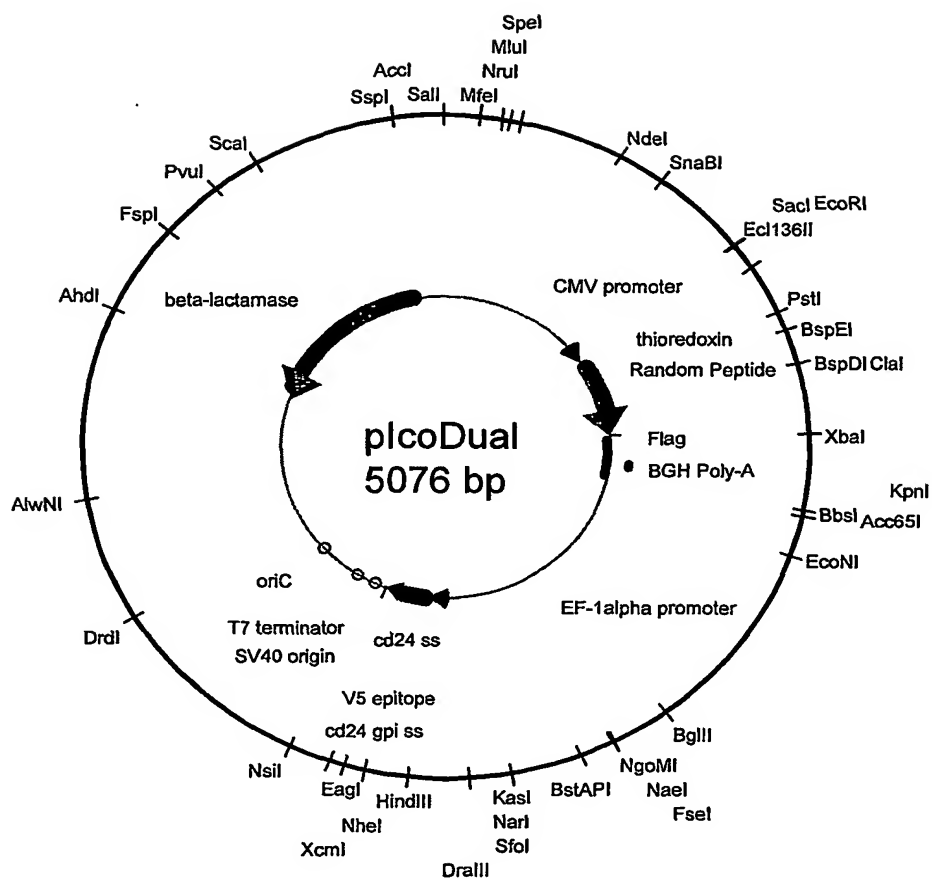 SpeI
MluI
NruI
MfeI
AccI
SspI
SalI
ScaI
PvuI
FspI
AhdI
AlwNI
DrdI
NdeI
SnaBI
SacI EcoRI
Ecl136II
PstI
BspEI
BspDI ClaI
XbaI
KpnI
BbsI Acc65I
EcoNI
beta-lactamase
CMV promoter
thioredoxin
Random Peptide
pIcoDual
5076 bp
Flag
BGH Poly-A
EF-1alpha promoter
oriC
T7 terminator
SV40 origin
cd24 ss
V5 epitope
cd24 gpi ss
NsiI
EagI
HindIII
NheI
XcmI
KasI
NarI
SfoI
DraIII
BstAPI
BglII
NgoMI
NaeI
FseI